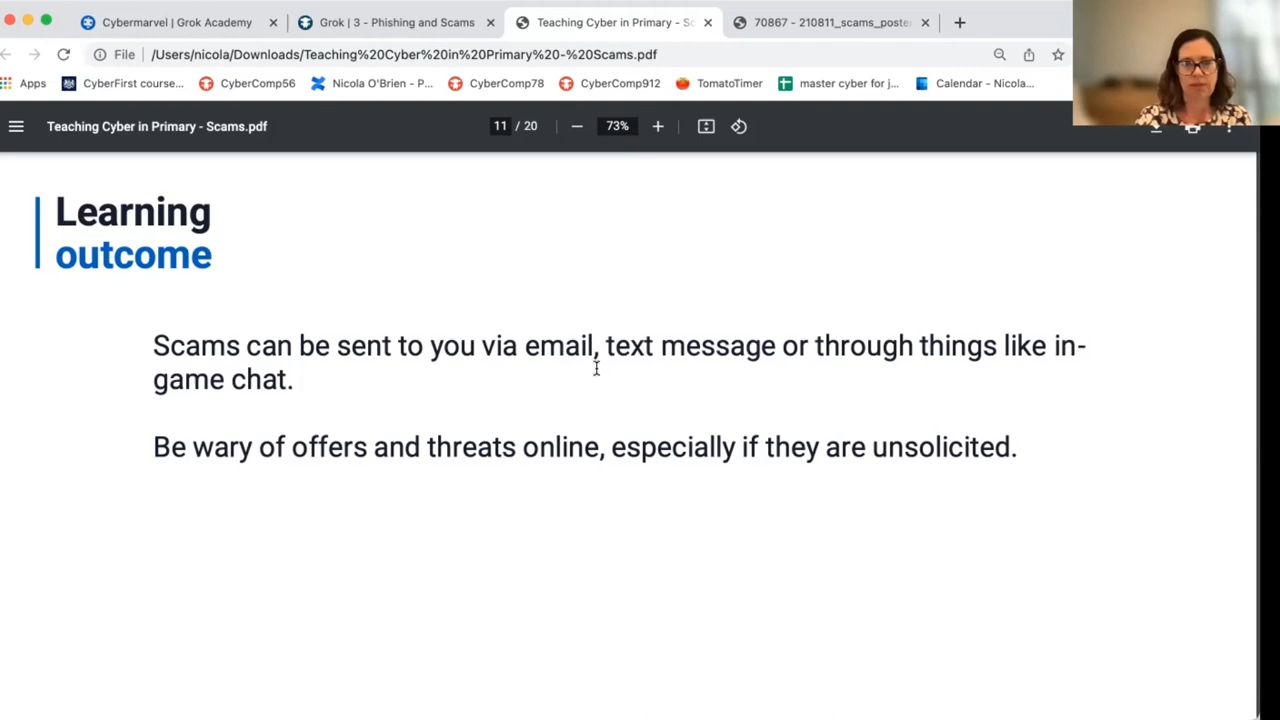 Cybermarvel | Grok Academy
Grok | 3 - Phishing and Scams
Teaching Cyber in Primary - Sc
70867 - 210811_scams_poste
File
/Users/nicola/Downloads/Teaching%20Cyber%20in%20Primary%20-%20Scams.pdf
Apps
CyberFirst course...
CyberComp56
Nicola O'Brien - P...
CyberComp78
CyberComp912
TomatoTimer
master cyber for j...
Calendar - Nicola...
Teaching Cyber in Primary - Scams.pdf
11 / 20
73%
Learning
outcome
Scams can be sent to you via email, text message or through things like in-
game chat.
Be wary of offers and threats online, especially if they are unsolicited.